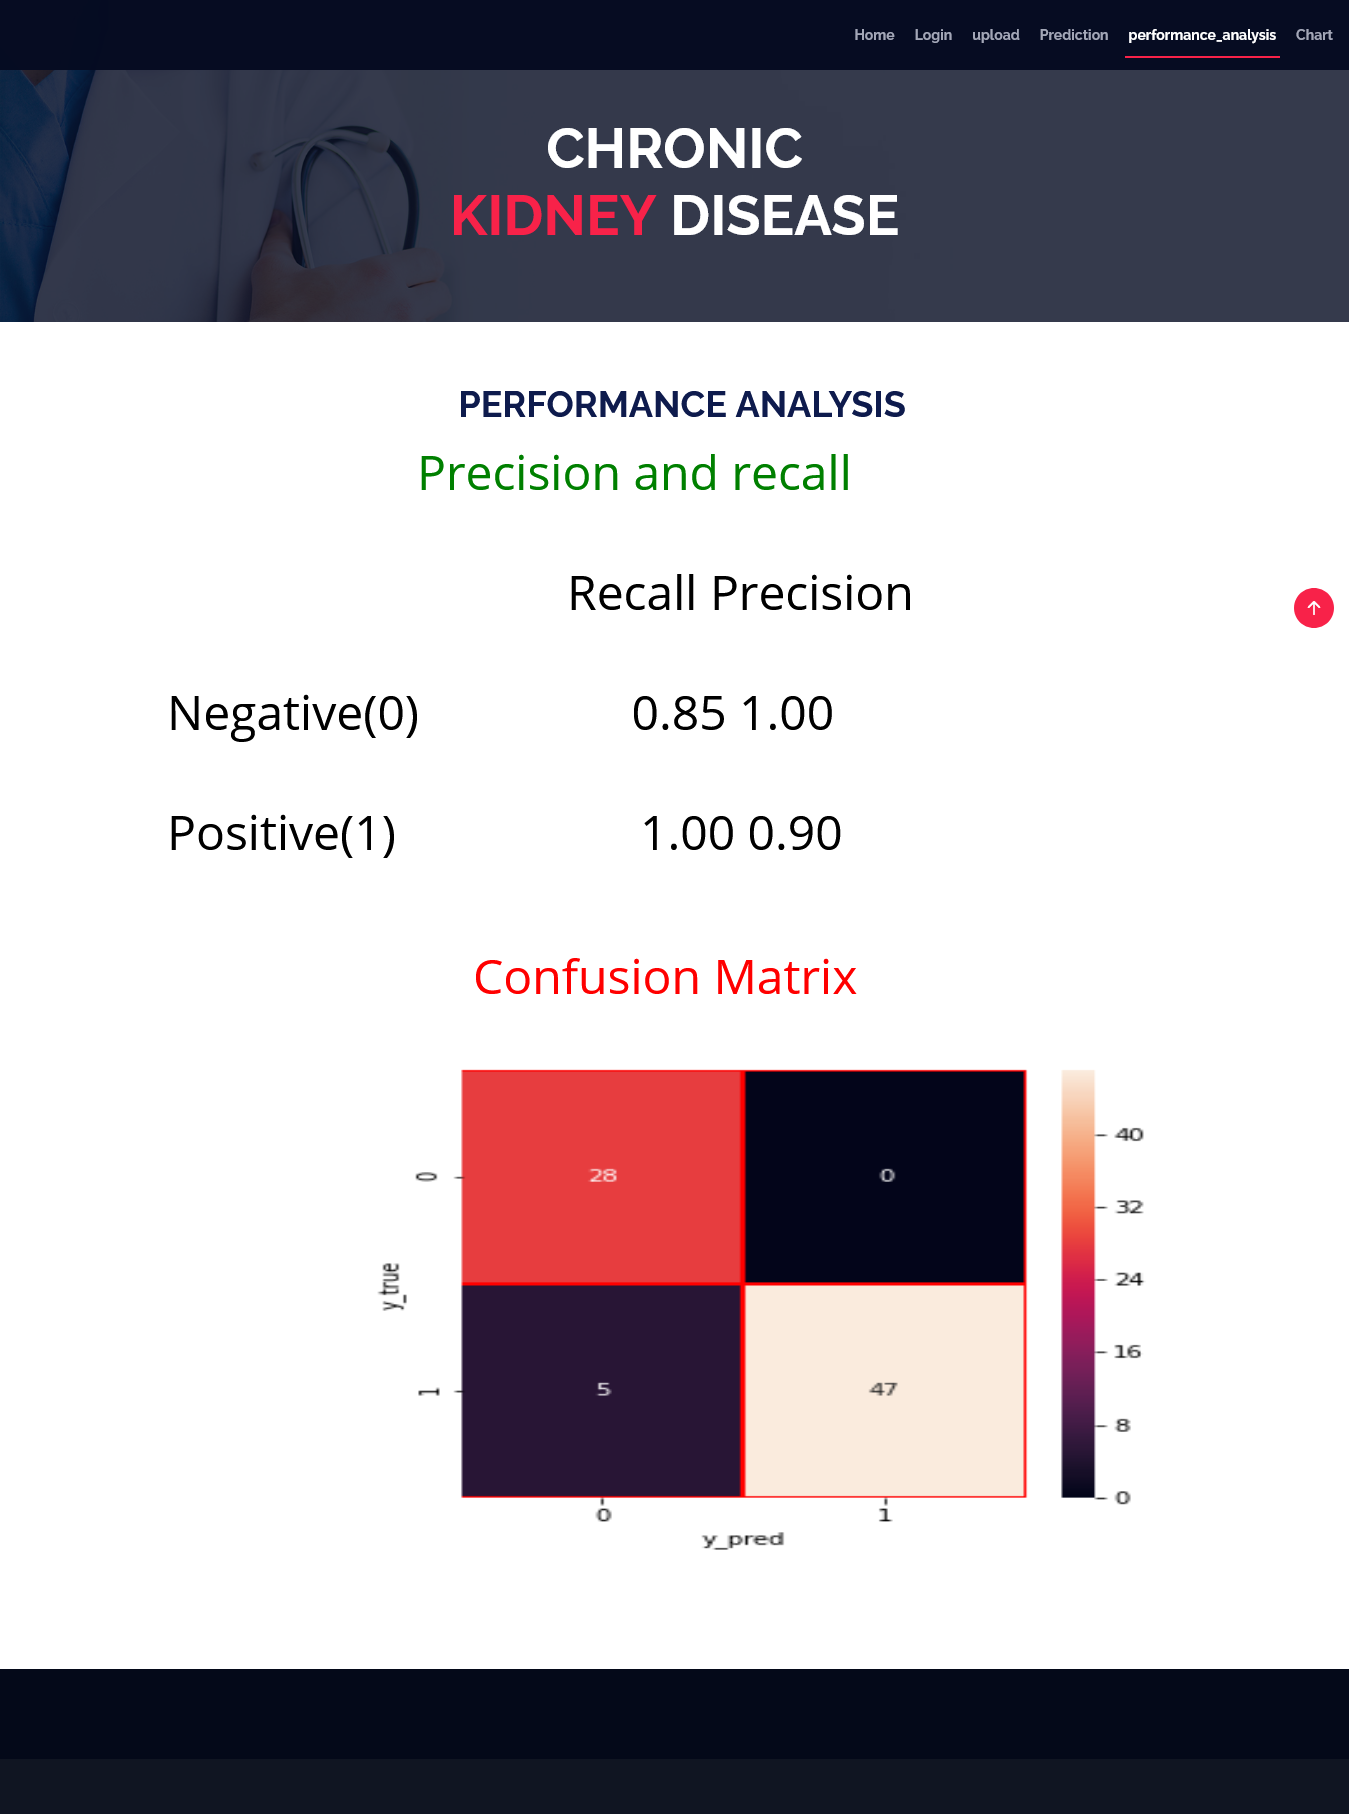 Home Login upload Prediction performance_analysis Chart
CHRONIC
KIDNEY DISEASE
PERFORMANCE ANALYSIS
Precision and recall
Recall Precision
Negative(0) 0.85 1.00
Positive(1) 1.00 0.90
Confusion Matrix
28 0
5 47
0
1
y_true
0 1
y_pred
40
32
24
16
8
0